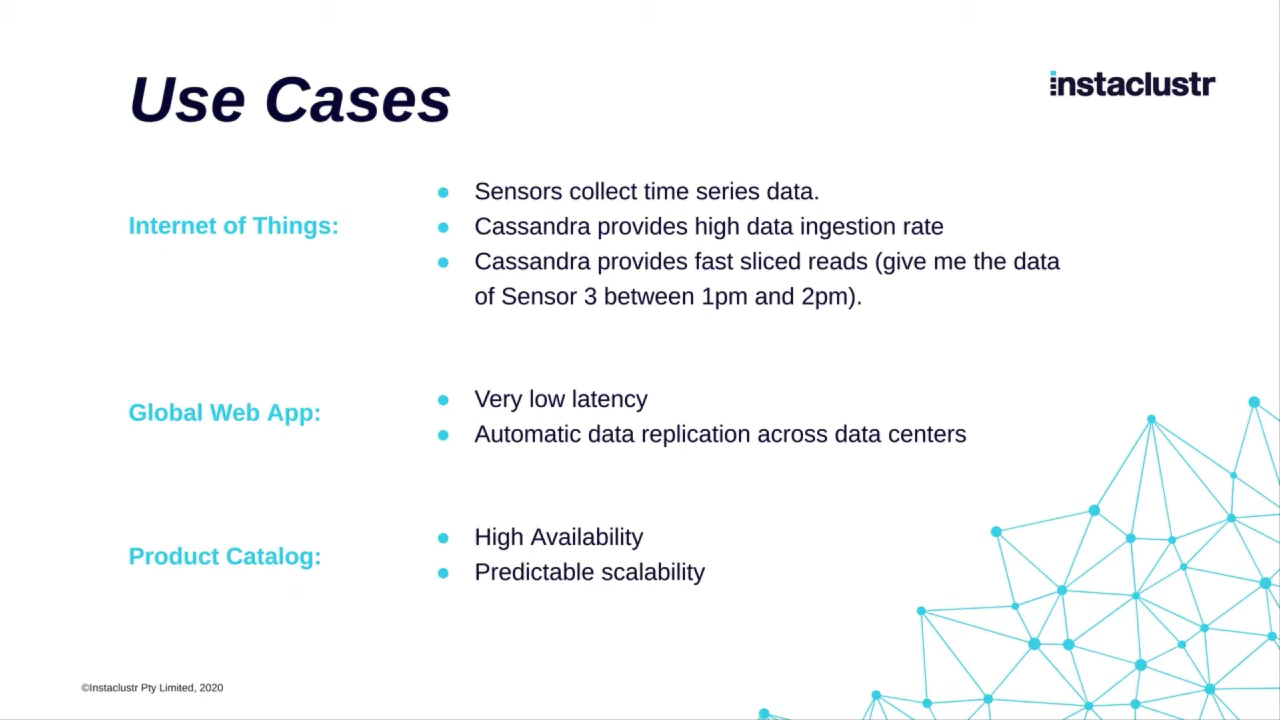 Use Cases
instaclustr
Internet of Things:
Sensors collect time series data.
Cassandra provides high data ingestion rate
Cassandra provides fast sliced reads (give me the data
of Sensor 3 between 1pm and 2pm).
Global Web App:
Very low latency
Automatic data replication across data centers
Product Catalog:
High Availability
Predictable scalability
©Instaclustr Pty Limited, 2020